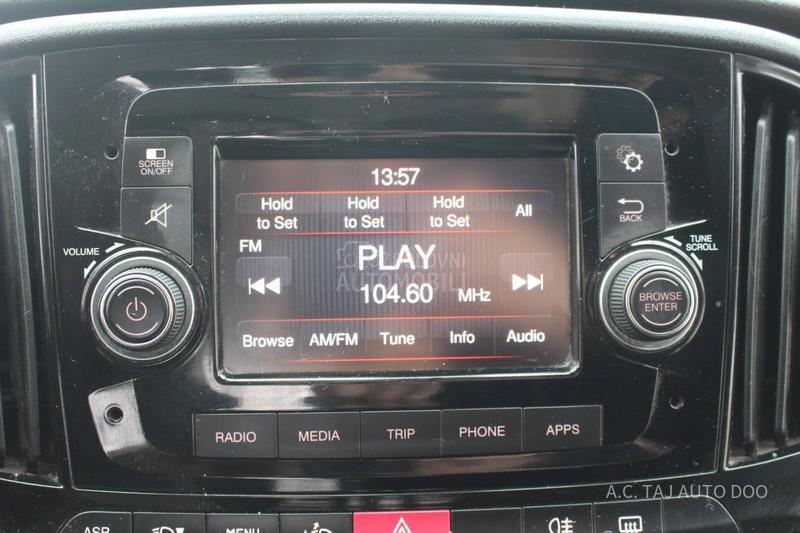 13:57
SCREEN
ON/OFF
Hold
to Set
Hold
to Set
Hold
to Set
All
BACK
VOLUME
TUNE
SCROLL
FM
PLAY
104.60 MHz
AUTOMOBILI
BROWSE
ENTER
Browse AM/FM Tune Info Audio
RADIO MEDIA TRIP PHONE APPS
A.C. TAJ AUTO DOO
ASR MENU